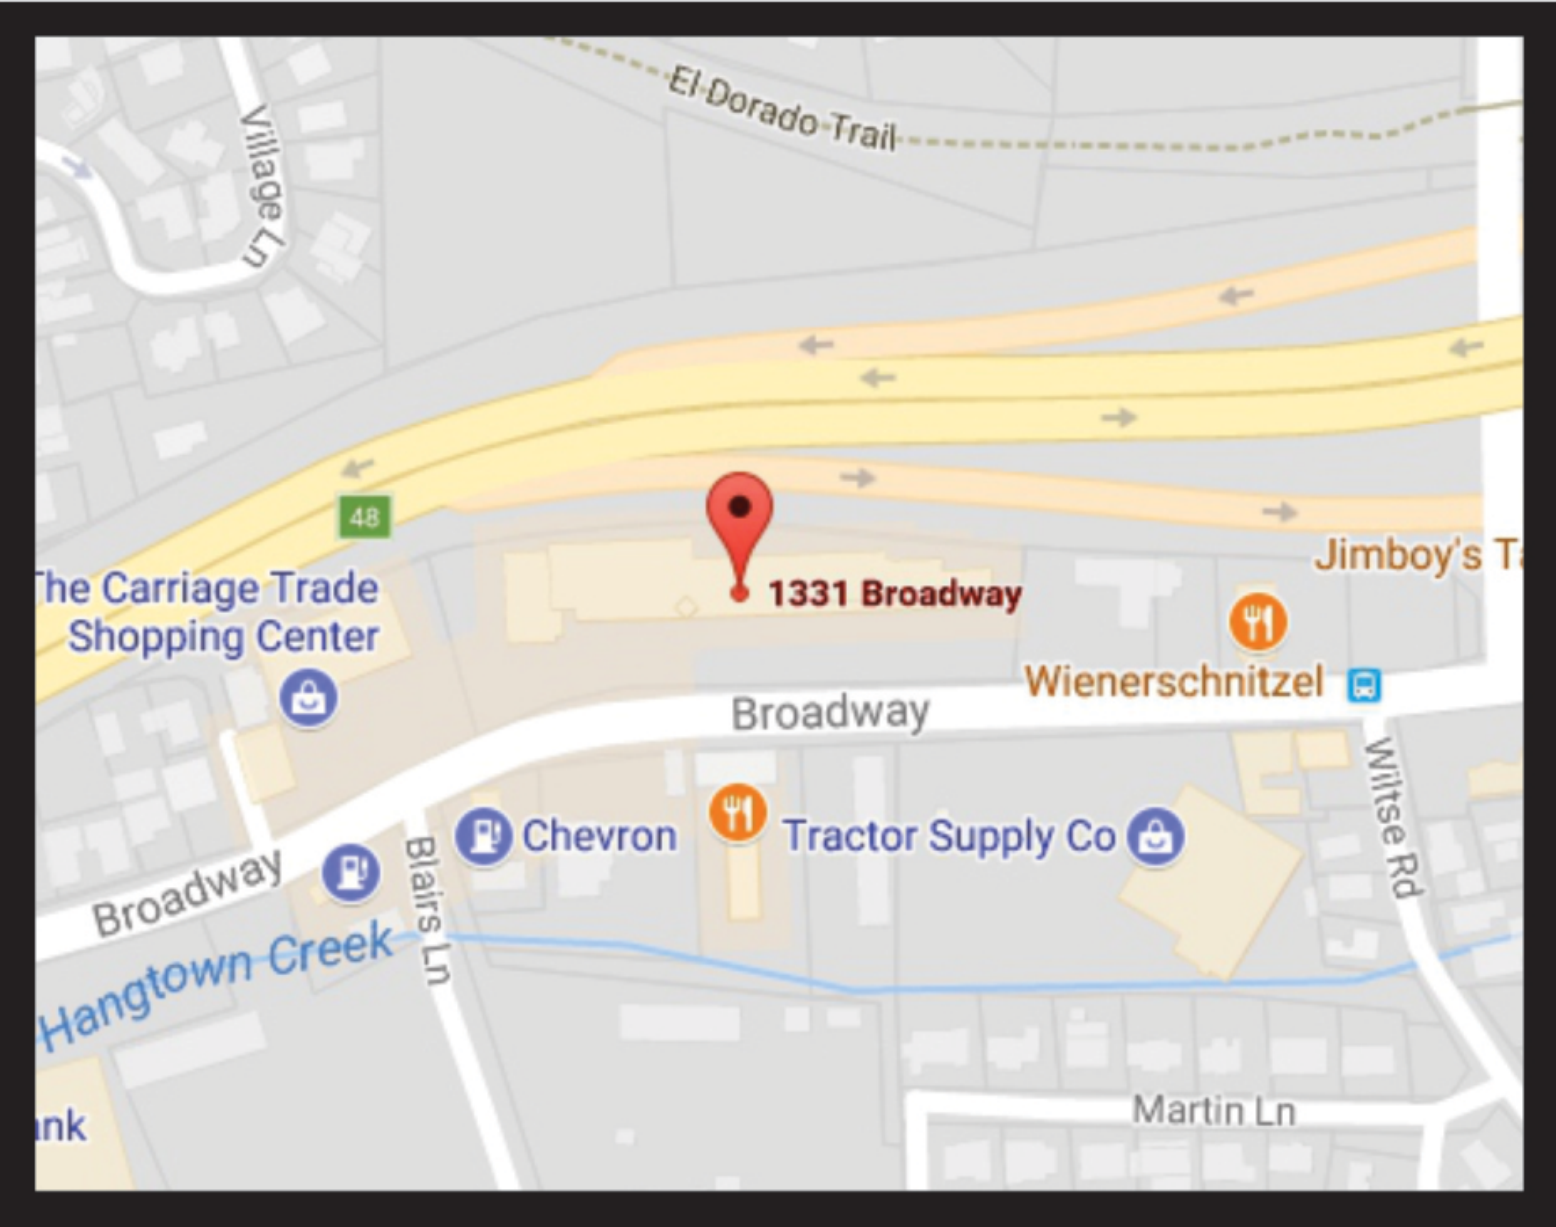 El Dorado Trail
Village Ln
48
The Carriage Trade
Shopping Center
1331 Broadway
Jimboy's
Wienerschnitzel
Broadway
Chevron
Tractor Supply Co
Wiltse Rd
Broadway
Blairs Ln
Hangtown Creek
Martin Ln